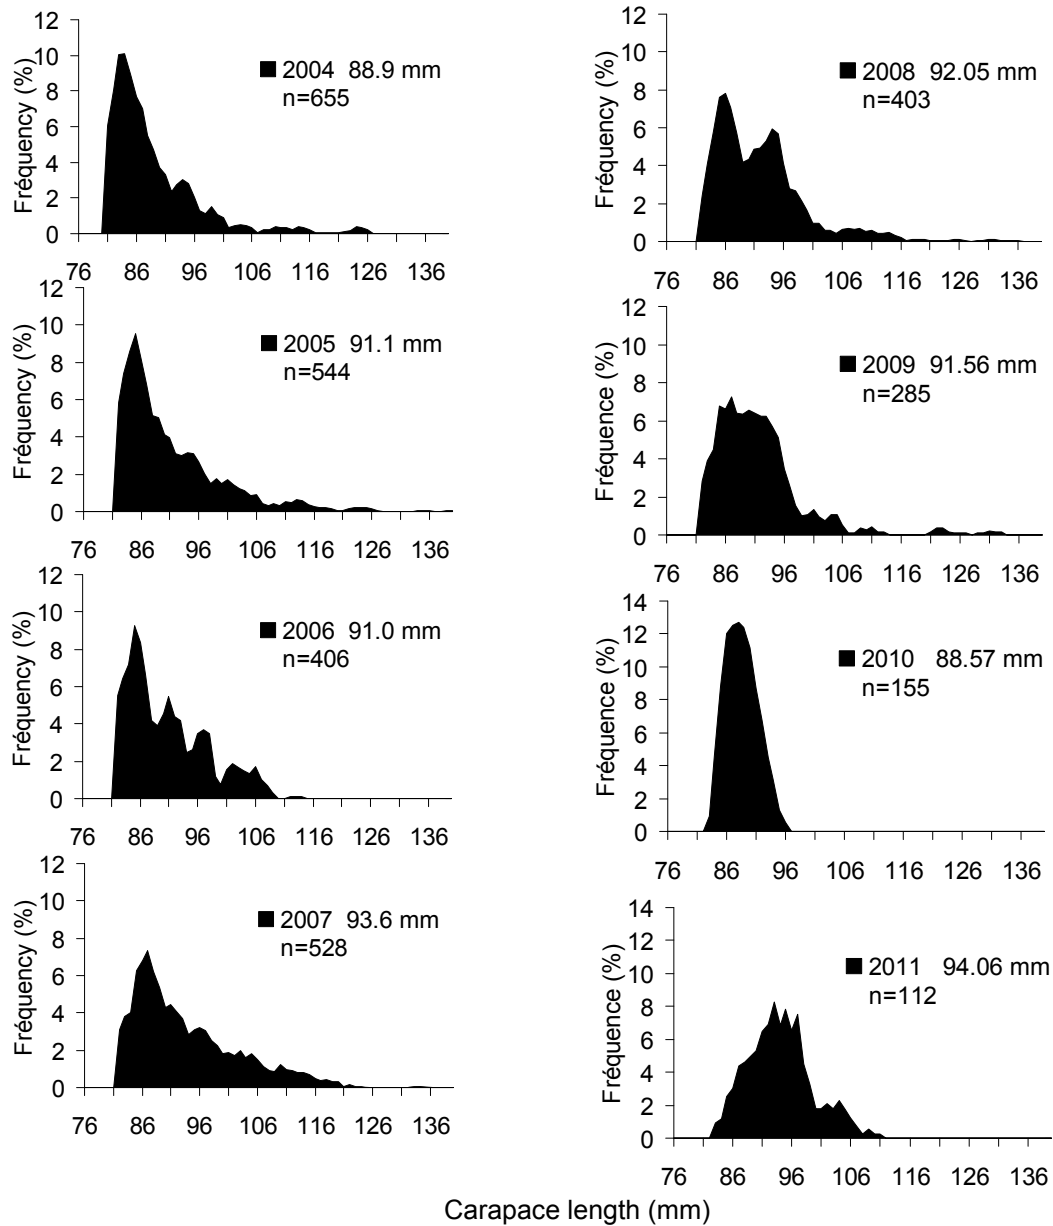 12
10
8
6
4
2
0
Fréquency (%)
2004 88.9 mm
n=655
76 86 96 106 116 126 136
12
10
8
6
4
2
0
Fréquency (%)
2005 91.1 mm
n=544
76 86 96 106 116 126 136
12
10
8
6
4
2
0
Fréquency (%)
2006 91.0 mm
n=406
76 86 96 106 116 126 136
12
10
8
6
4
2
0
Fréquency (%)
2007 93.6 mm
n=528
76 86 96 106 116 126 136
12
10
8
6
4
2
0
Fréquency (%)
2008 92.05 mm
n=403
76 86 96 106 116 126 136
12
10
8
6
4
2
0
Fréquence (%)
2009 91.56 mm
n=285
76 86 96 106 116 126 136
14
12
10
8
6
4
2
0
Fréquence (%)
2010 88.57 mm
n=155
76 86 96 106 116 126 136
14
12
10
8
6
4
2
0
Fréquence (%)
2011 94.06 mm
n=112
76 86 96 106 116 126 136
Carapace length (mm)